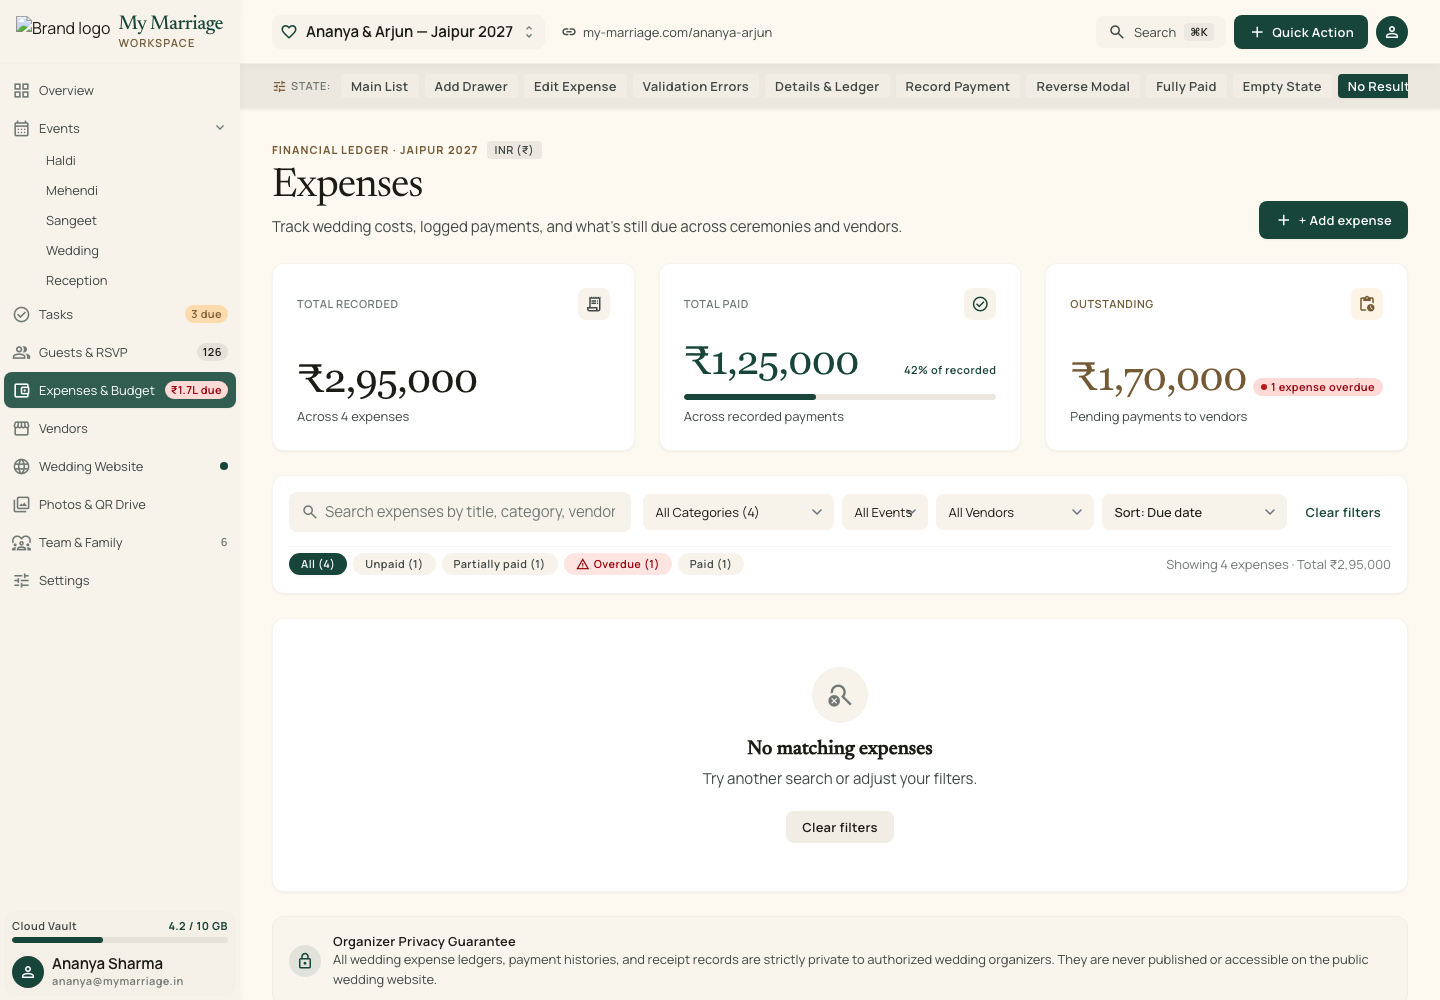 Brand logo
My Marriage
WORKSPACE
Overview
Events
Haldi
Mehendi
Sangeet
Wedding
Reception
Tasks
3 due
Guests & RSVP
126
Expenses & Budget
₹1.7L due
Vendors
Wedding Website
Photos & QR Drive
Team & Family
6
Settings
Cloud Vault
4.2 / 10 GB
Ananya Sharma
ananya@mymarriage.in
Ananya & Arjun — Jaipur 2027
my-marriage.com/ananya-arjun
Search
⌘K
Quick Action
STATE:
Main List
Add Drawer
Edit Expense
Validation Errors
Details & Ledger
Record Payment
Reverse Modal
Fully Paid
Empty State
No Result
FINANCIAL LEDGER · JAIPUR 2027
INR (₹)
Expenses
Track wedding costs, logged payments, and what's still due across ceremonies and vendors.
+ Add expense
TOTAL RECORDED
₹2,95,000
Across 4 expenses
TOTAL PAID
₹1,25,000
42% of recorded
Across recorded payments
OUTSTANDING
₹1,70,000
1 expense overdue
Pending payments to vendors
Search expenses by title, category, vendor
All Categories (4)
All Events
All Vendors
Sort: Due date
Clear filters
All (4)
Unpaid (1)
Partially paid (1)
Overdue (1)
Paid (1)
Showing 4 expenses · Total ₹2,95,000
No matching expenses
Try another search or adjust your filters.
Clear filters
Organizer Privacy Guarantee
All wedding expense ledgers, payment histories, and receipt records are strictly private to authorized wedding organizers. They are never published or accessible on the public
wedding website.